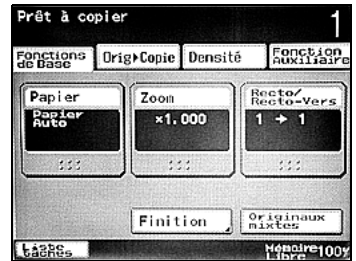 Prêt à copier 1
Fonctions de Base Orig▸Copie Densité Fonction Auxiliaire
Papier Zoom Recto/Recto-Vers
Papier Auto ×1.000 1 → 1
Finition Originaux mixtes
Liste tâches Mémoire Libre 100%